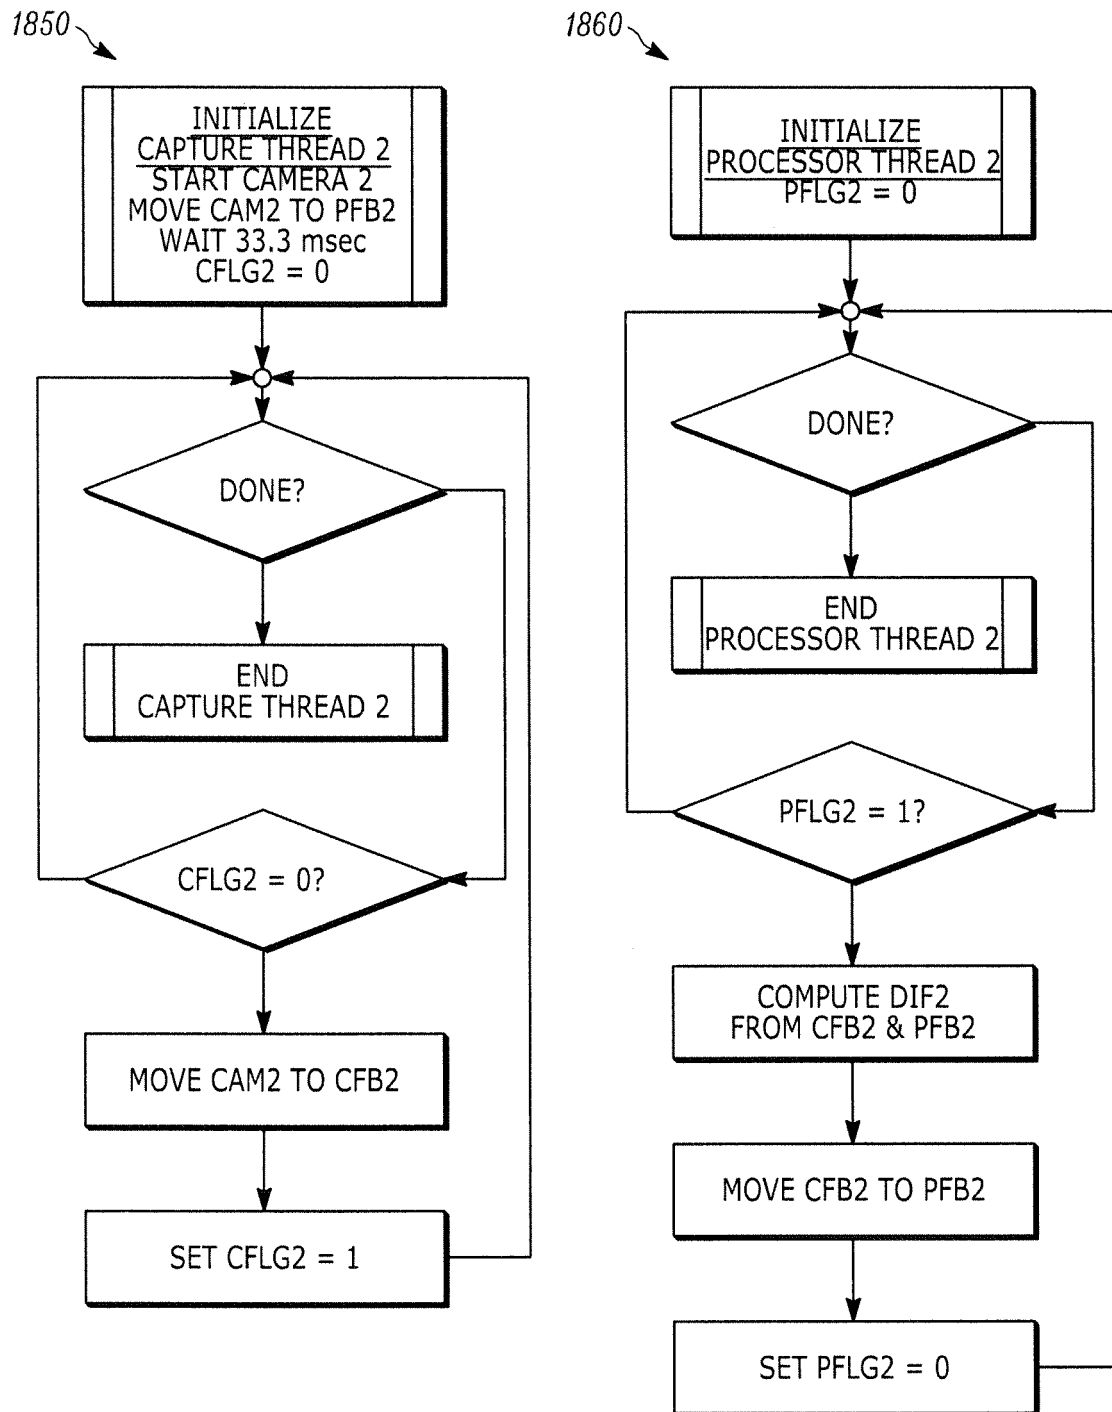 1850
INITIALIZE
CAPTURE THREAD 2
START CAMERA 2
MOVE CAM2 TO PFB2
WAIT 33.3 msec
CFLG2 = 0
DONE?
END
CAPTURE THREAD 2
CFLG2 = 0?
MOVE CAM2 TO CFB2
SET CFLG2 = 1
1860
INITIALIZE
PROCESSOR THREAD 2
PFLG2 = 0
DONE?
END
PROCESSOR THREAD 2
PFLG2 = 1?
COMPUTE DIF2
FROM CFB2 & PFB2
MOVE CFB2 TO PFB2
SET PFLG2 = 0